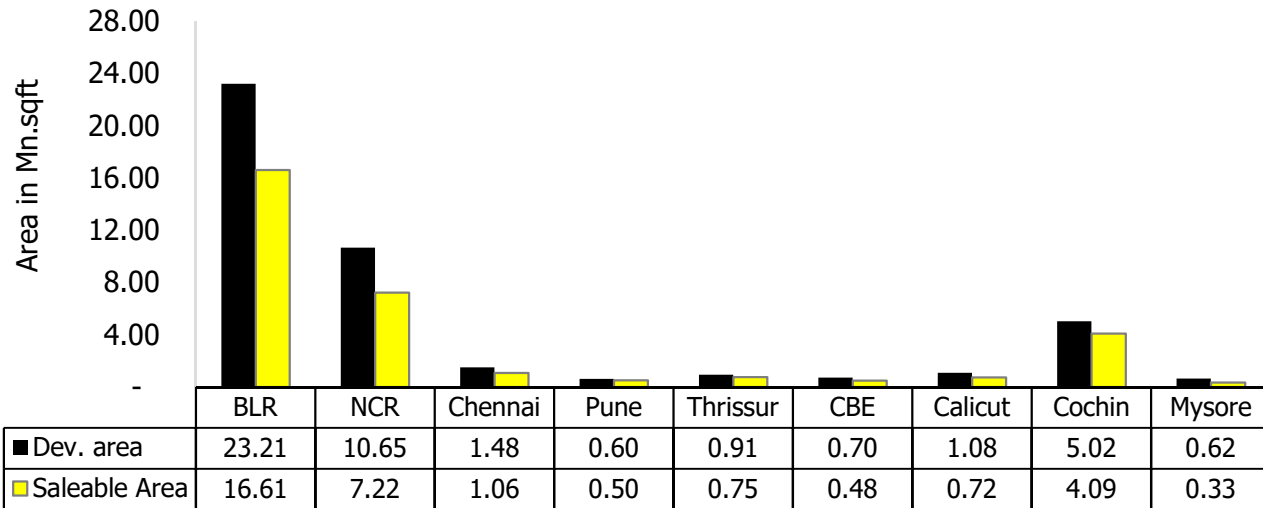 28.00
24.00
20.00
16.00
12.00
8.00
4.00
-
Area in Mn.sqft
BLR NCR Chennai Pune Thrissur CBE Calicut Cochin Mysore
Dev. area 23.21 10.65 1.48 0.60 0.91 0.70 1.08 5.02 0.62
Saleable Area 16.61 7.22 1.06 0.50 0.75 0.48 0.72 4.09 0.33